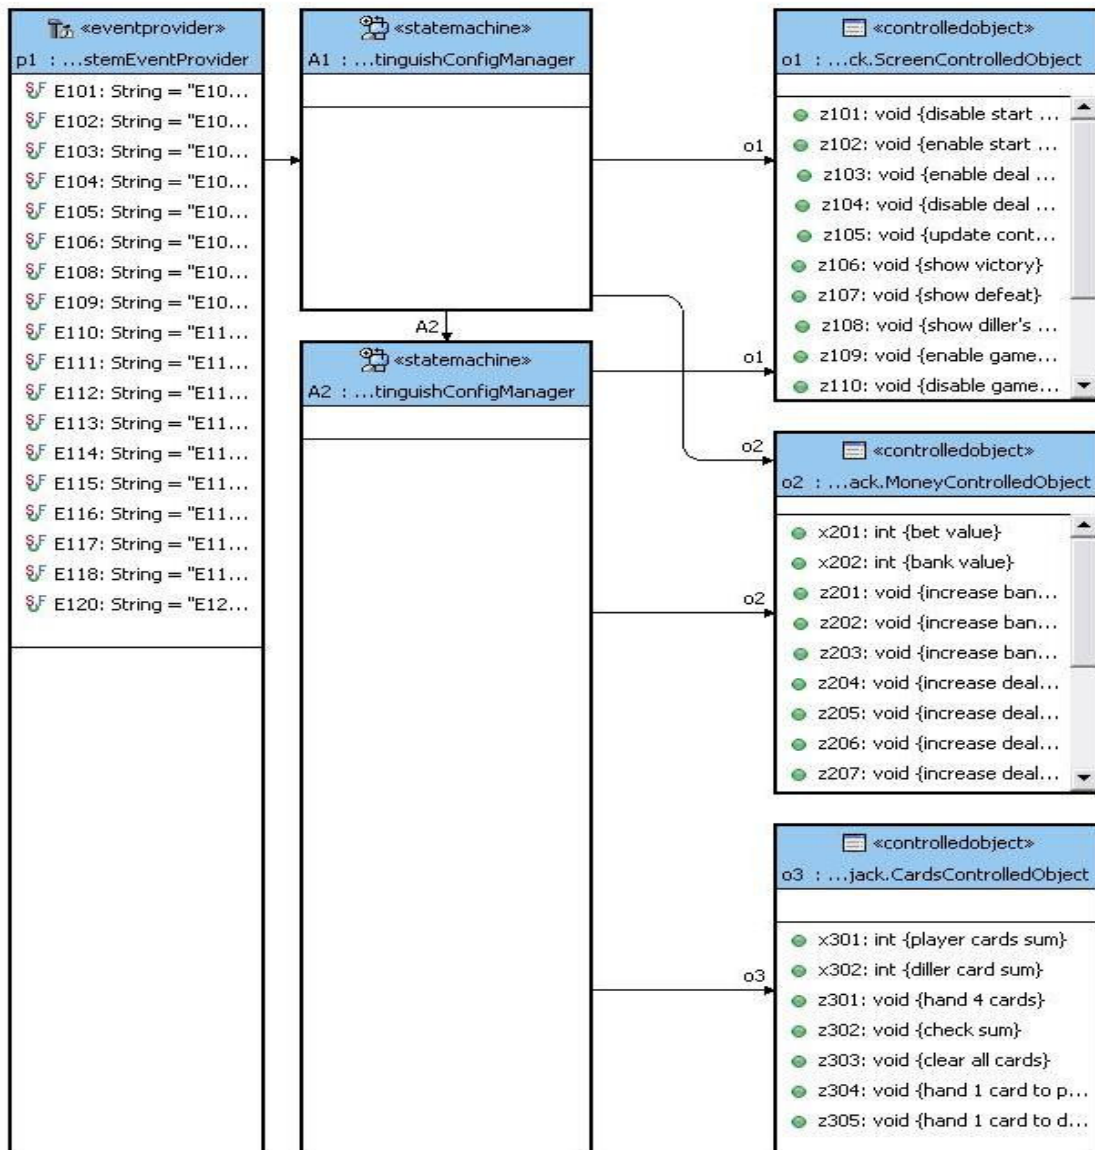 «eventprovider»
p1 : ...stemEventProvider
E101: String = "E10...
E102: String = "E10...
E103: String = "E10...
E104: String = "E10...
E105: String = "E10...
E106: String = "E10...
E108: String = "E10...
E109: String = "E10...
E110: String = "E11...
E111: String = "E11...
E112: String = "E11...
E113: String = "E11...
E114: String = "E11...
E115: String = "E11...
E116: String = "E11...
E117: String = "E11...
E118: String = "E11...
E120: String = "E12...
«statemachine»
A1 : ...tinguishConfigManager
A2
«statemachine»
A2 : ...tinguishConfigManager
o1
o1
o2
o2
o3
«controlledobject»
o1 : ...ck.ScreenControlledObject
z101: void {disable start ...
z102: void {enable start ...
z103: void {enable deal ...
z104: void {disable deal ...
z105: void {update cont...
z106: void {show victory}
z107: void {show defeat}
z108: void {show diller's ...
z109: void {enable game...
z110: void {disable game...
«controlledobject»
o2 : ...ack.MoneyControlledObject
x201: int {bet value}
x202: int {bank value}
z201: void {increase ban...
z202: void {increase ban...
z203: void {increase ban...
z204: void {increase deal...
z205: void {increase deal...
z206: void {increase deal...
z207: void {increase deal...
«controlledobject»
o3 : ...jack.CardsControlledObject
x301: int {player cards sum}
x302: int {diller card sum}
z301: void {hand 4 cards}
z302: void {check sum}
z303: void {clear all cards}
z304: void {hand 1 card to p...
z305: void {hand 1 card to d...